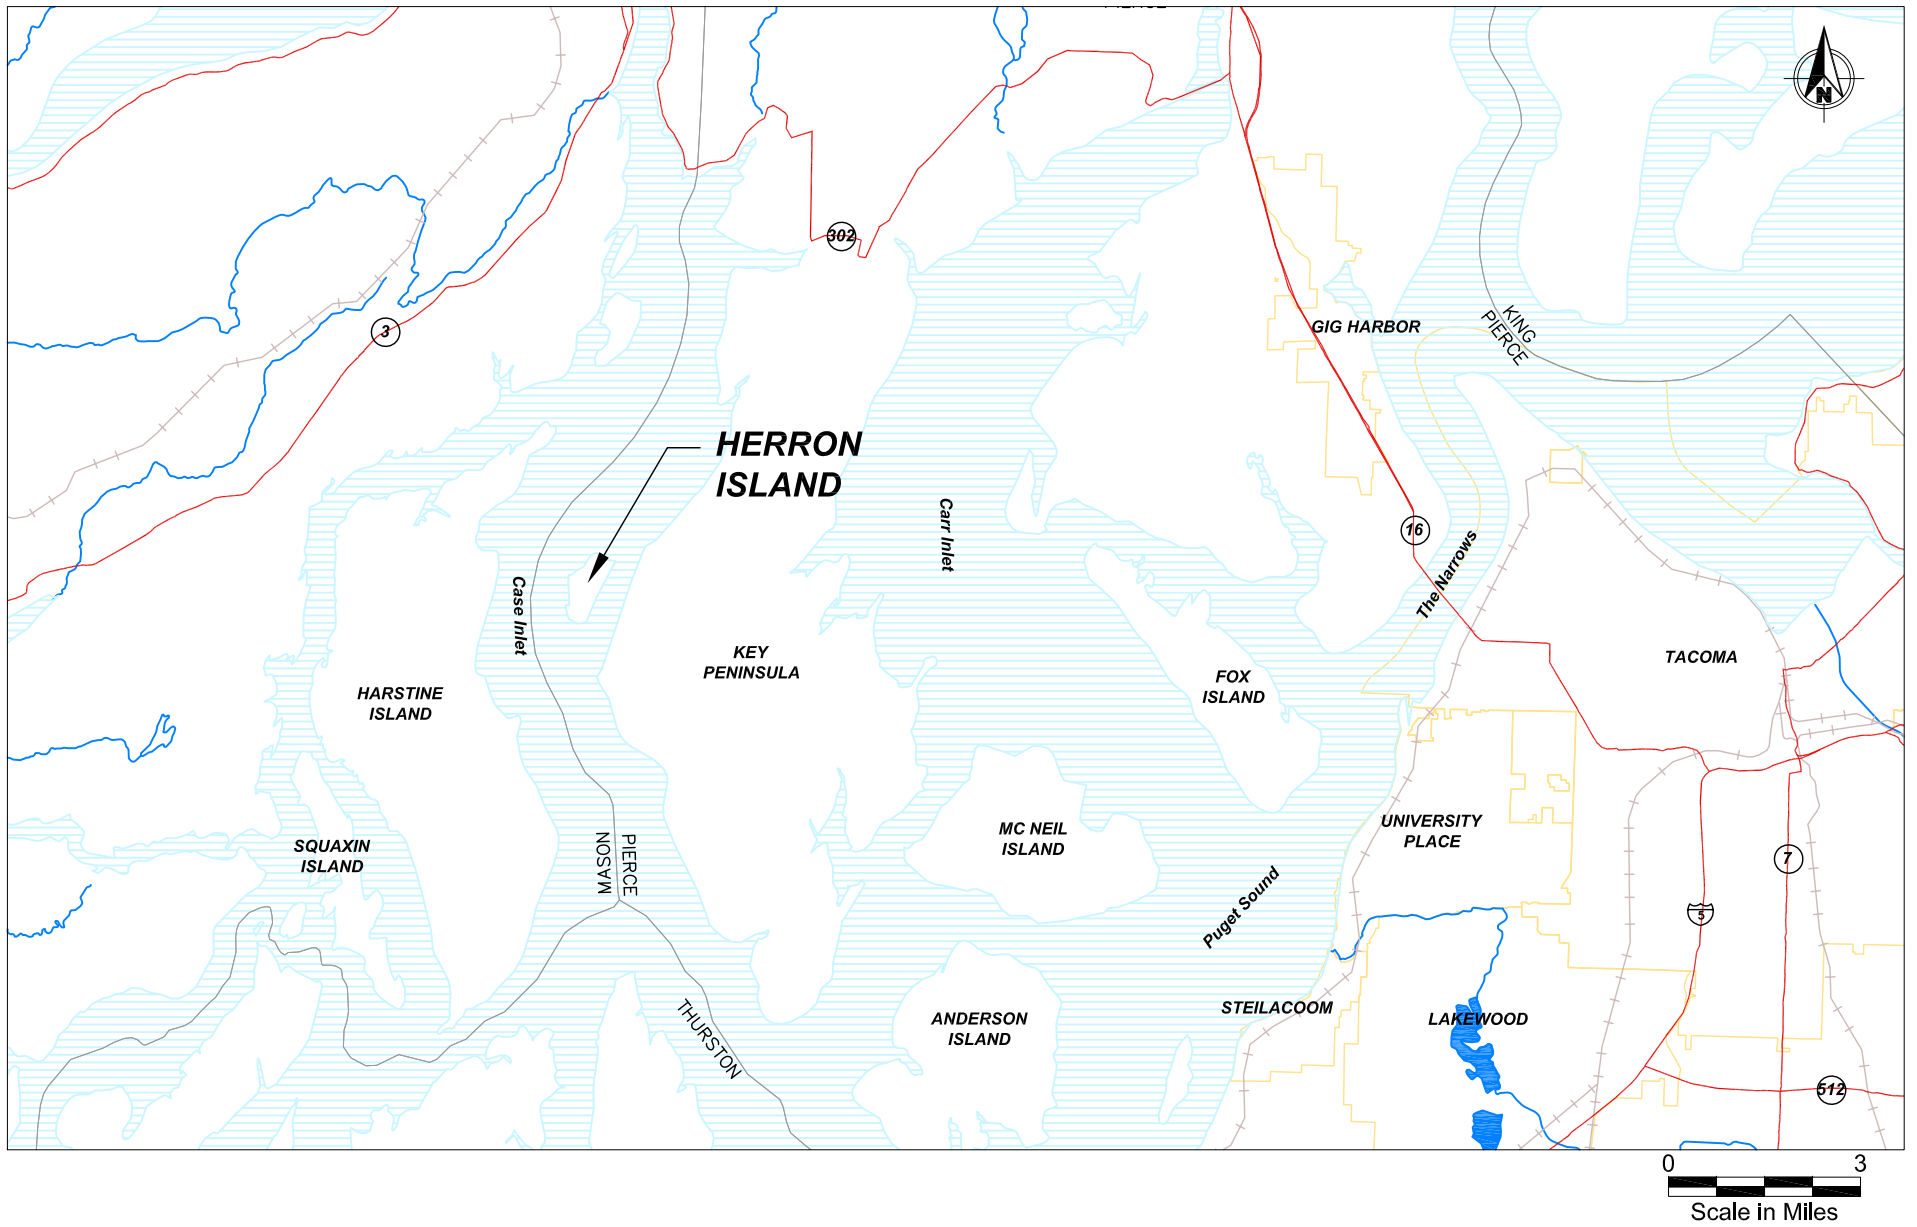 N
302
3
GIG HARBOR
KING
PIERCE
HERRON
ISLAND
Carr Inlet
16
The Narrows
Case Inlet
KEY
PENINSULA
TACOMA
HARSTINE
ISLAND
FOX
ISLAND
MC NEIL
ISLAND
UNIVERSITY
PLACE
SQUAXIN
ISLAND
PIERCE
MASON
7
Puget Sound
5
THURSTON
STEILACOOM
LAKEWOOD
ANDERSON
ISLAND
512
0 3
Scale in Miles